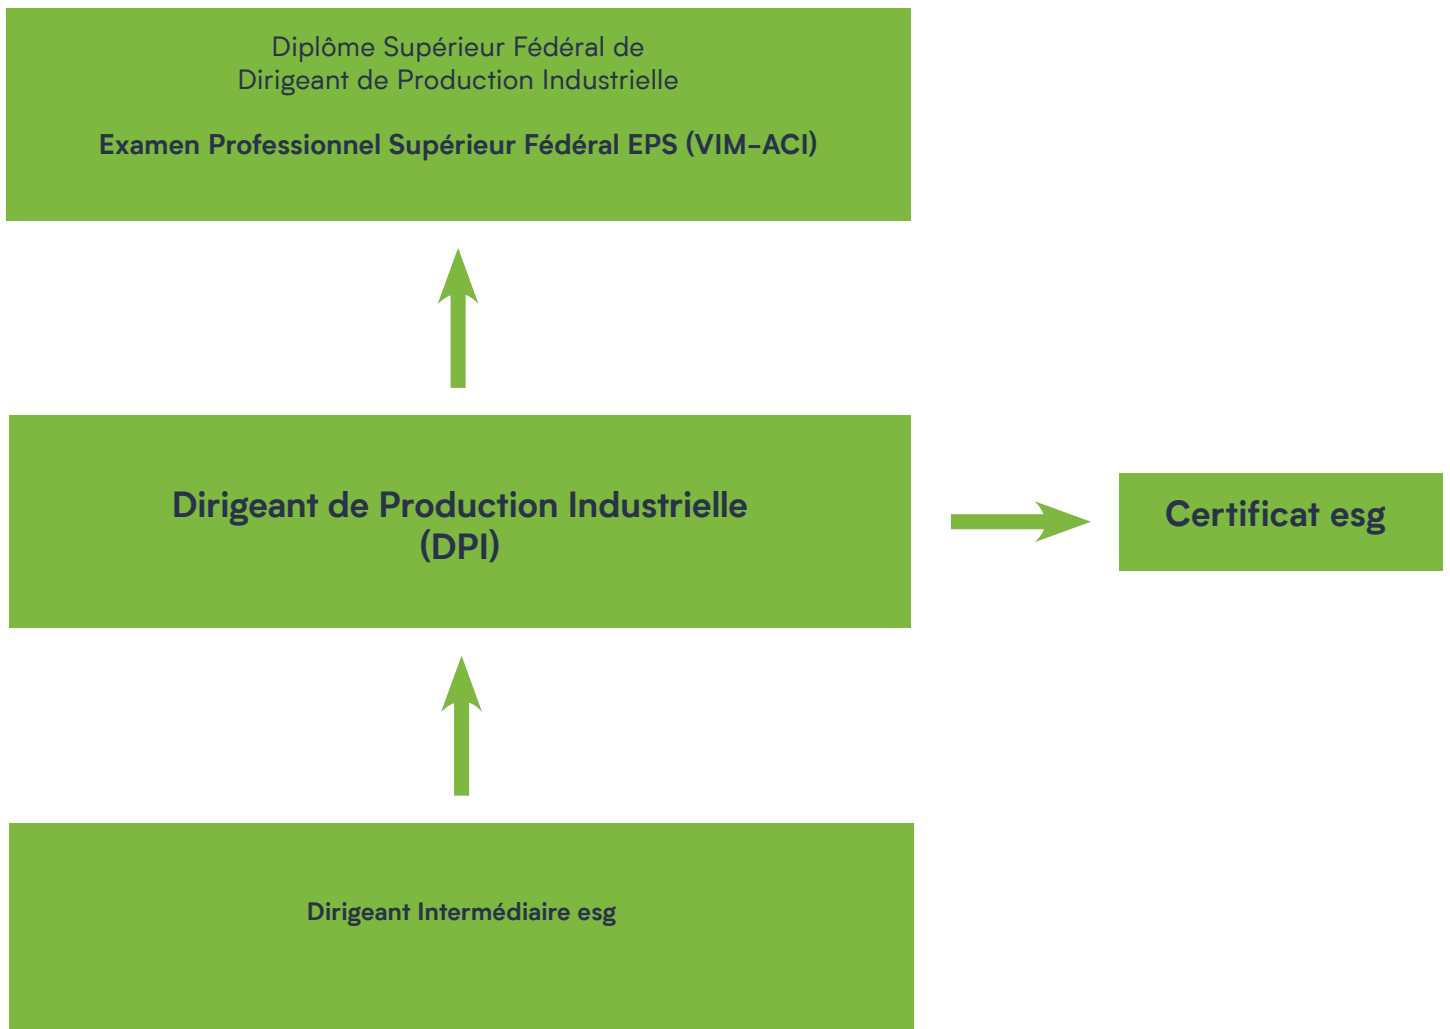 Diplôme Supérieur Fédéral de
Dirigeant de Production Industrielle
Examen Professionnel Supérieur Fédéral EPS (VIM-ACI)
Dirigeant de Production Industrielle
(DPI)
Certificat esg
Dirigeant Intermédiaire esg